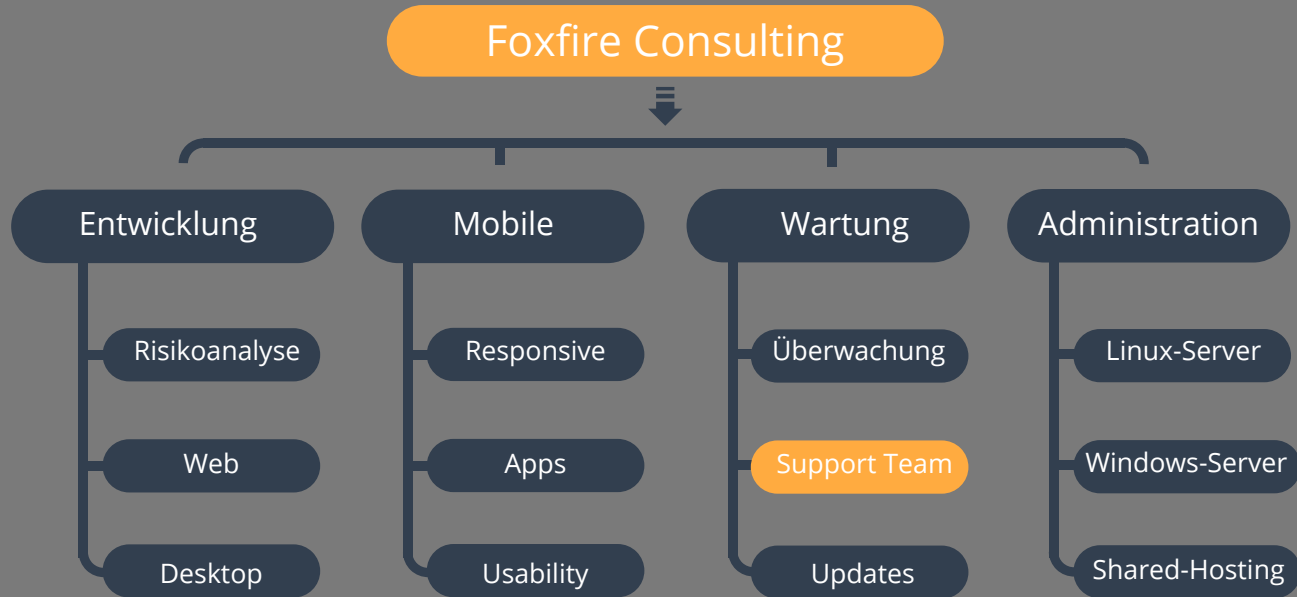 Foxfire Consulting
Entwicklung
Mobile
Wartung
Administration
Risikoanalyse
Responsive
Überwachung
Linux-Server
Web
Apps
Support Team
Windows-Server
Desktop
Usability
Updates
Shared-Hosting